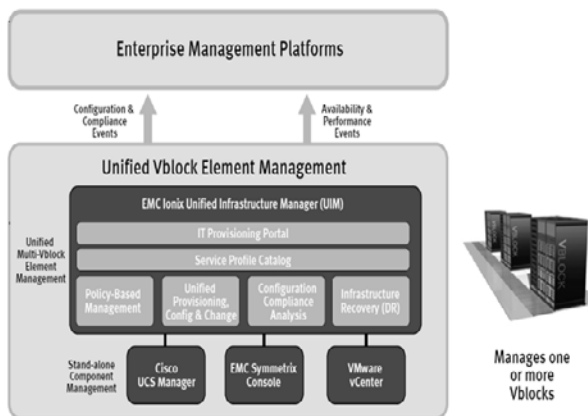 Enterprise Management Platforms
Configuration &
Compliance
Events
Availability &
Performance
Events
Unified Vblock Element Management
EMC Ionix Unified Infrastructure Manager (UIM)
IT Provisioning Portal
Service Profile Catalog
Unified
Multi-Vblock
Element
Management
Policy-Based
Management
Unified
Provisioning,
Config & Change
Configuration
Compliance
Analysis
Infrastructure
Recovery (DR)
Stand-alone
Component
Management
Cisco
UCS Manager
EMC Symmetrix
Console
VMware
vCenter
VBLOCK
VBLOCK
Manages one
or more
Vblocks